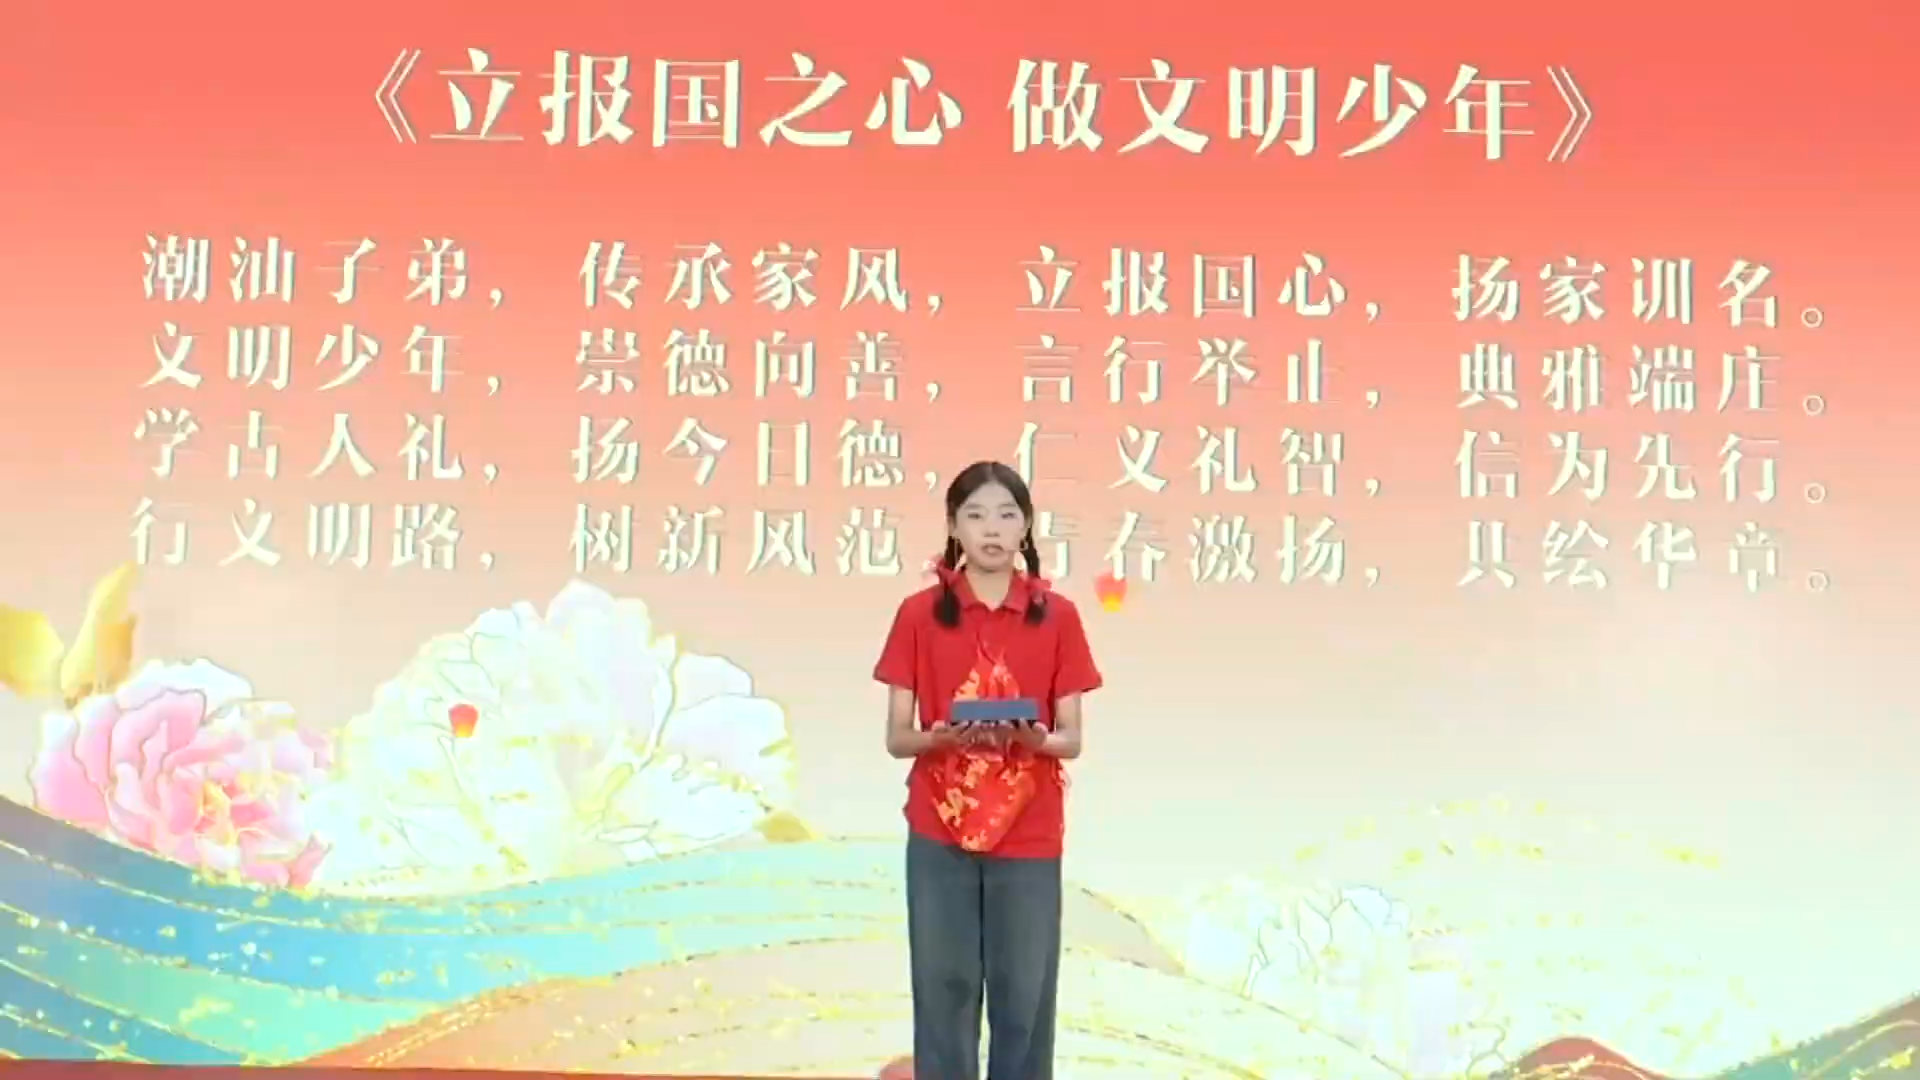 《立报国之心 做文明少年》
潮汕子弟，传承家风，立报国心，扬家训名。
文明少年，崇德向善，言行举止，典雅端庄。
学古人礼，扬今日德，仁义礼智，信为先行。
行文明路，树新风范 青春激扬，共绘华章。